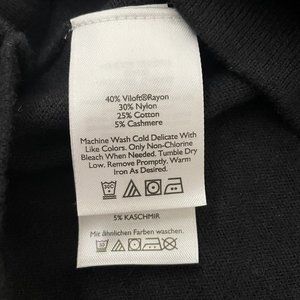 40% Viloft®Rayon
30% Nylon
25% Cotton
5% Cashmere
Machine Wash Cold Delicate With
Like Colors. Only Non-Chlorine
Bleach When Needed. Tumble Dry
Low. Remove Promptly. Warm
Iron As Desired.
30C
5% KASCHMIR
Mit ähnlichen Farben waschen.